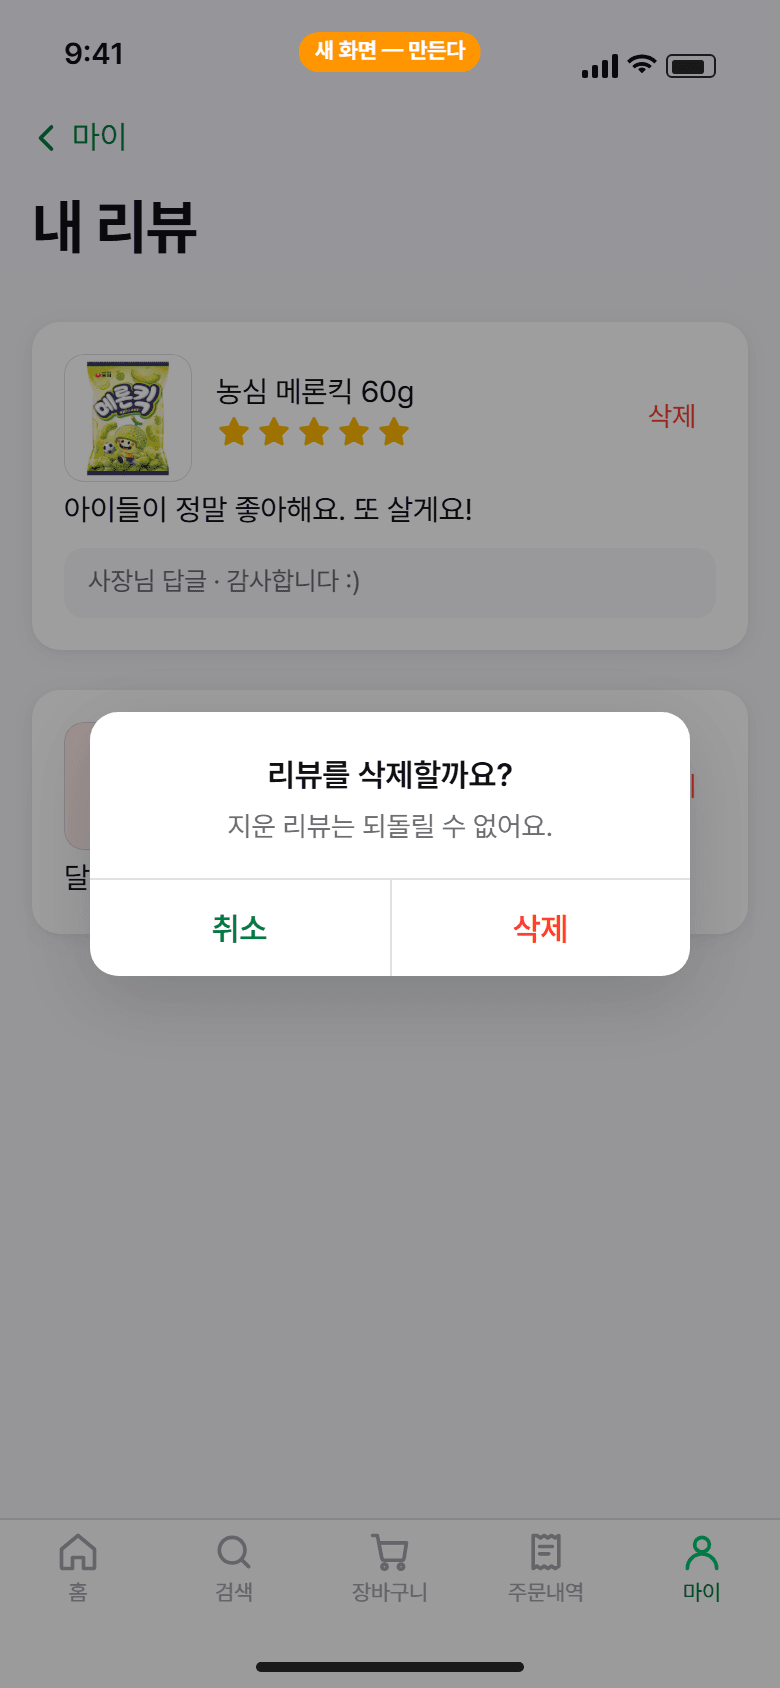 9:41
새 화면 — 만든다
마이
내 리뷰
농심 메론킥 60g
삭제
메론킥
아이들이 정말 좋아해요. 또 살게요!
사장님 답글 · 감사합니다 :)
리뷰를 삭제할까요?
지운 리뷰는 되돌릴 수 없어요.
달
취소
삭제
홈
검색
장바구니
주문내역
마이